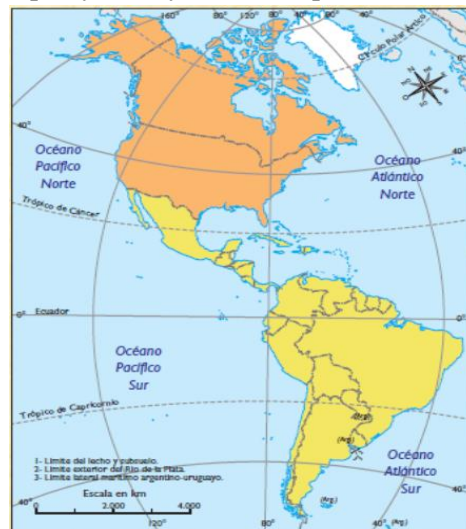 160°
120°
80°
60°
40°
Círculo Polar Ártico
N
E
S
O
40°
Océano
Pacífico
Norte
Océano
Atlántico
Norte
40°
Trópico de Cáncer
Ecuador
0°
0°
Océano
Pacífico
Sur
Trópico de Capricornio
(Arg.)
(Arg.)
1- Límite del lecho y subsuelo.
2- Límite exterior del Río de la Plata.
3- Límite lateral marítimo argentino-uruguayo.
Escala en km
0
2.000
4.000
Océano
Atlántico
Sur
(Arg.)
40°
120°
80°
60°
(Arg.)